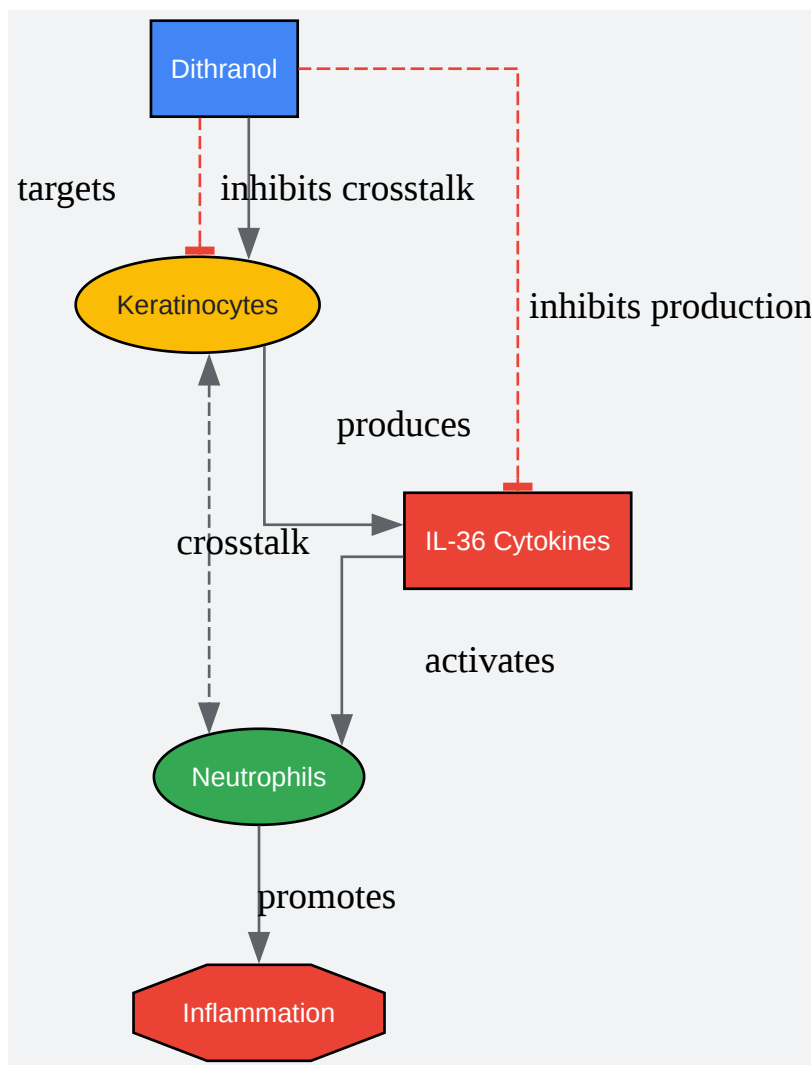 Dithranol
targets
inhibits crosstalk
Keratinocytes
inhibits production
produces
crosstalk
IL-36 Cytokines
activates
Neutrophils
promotes
Inflammation